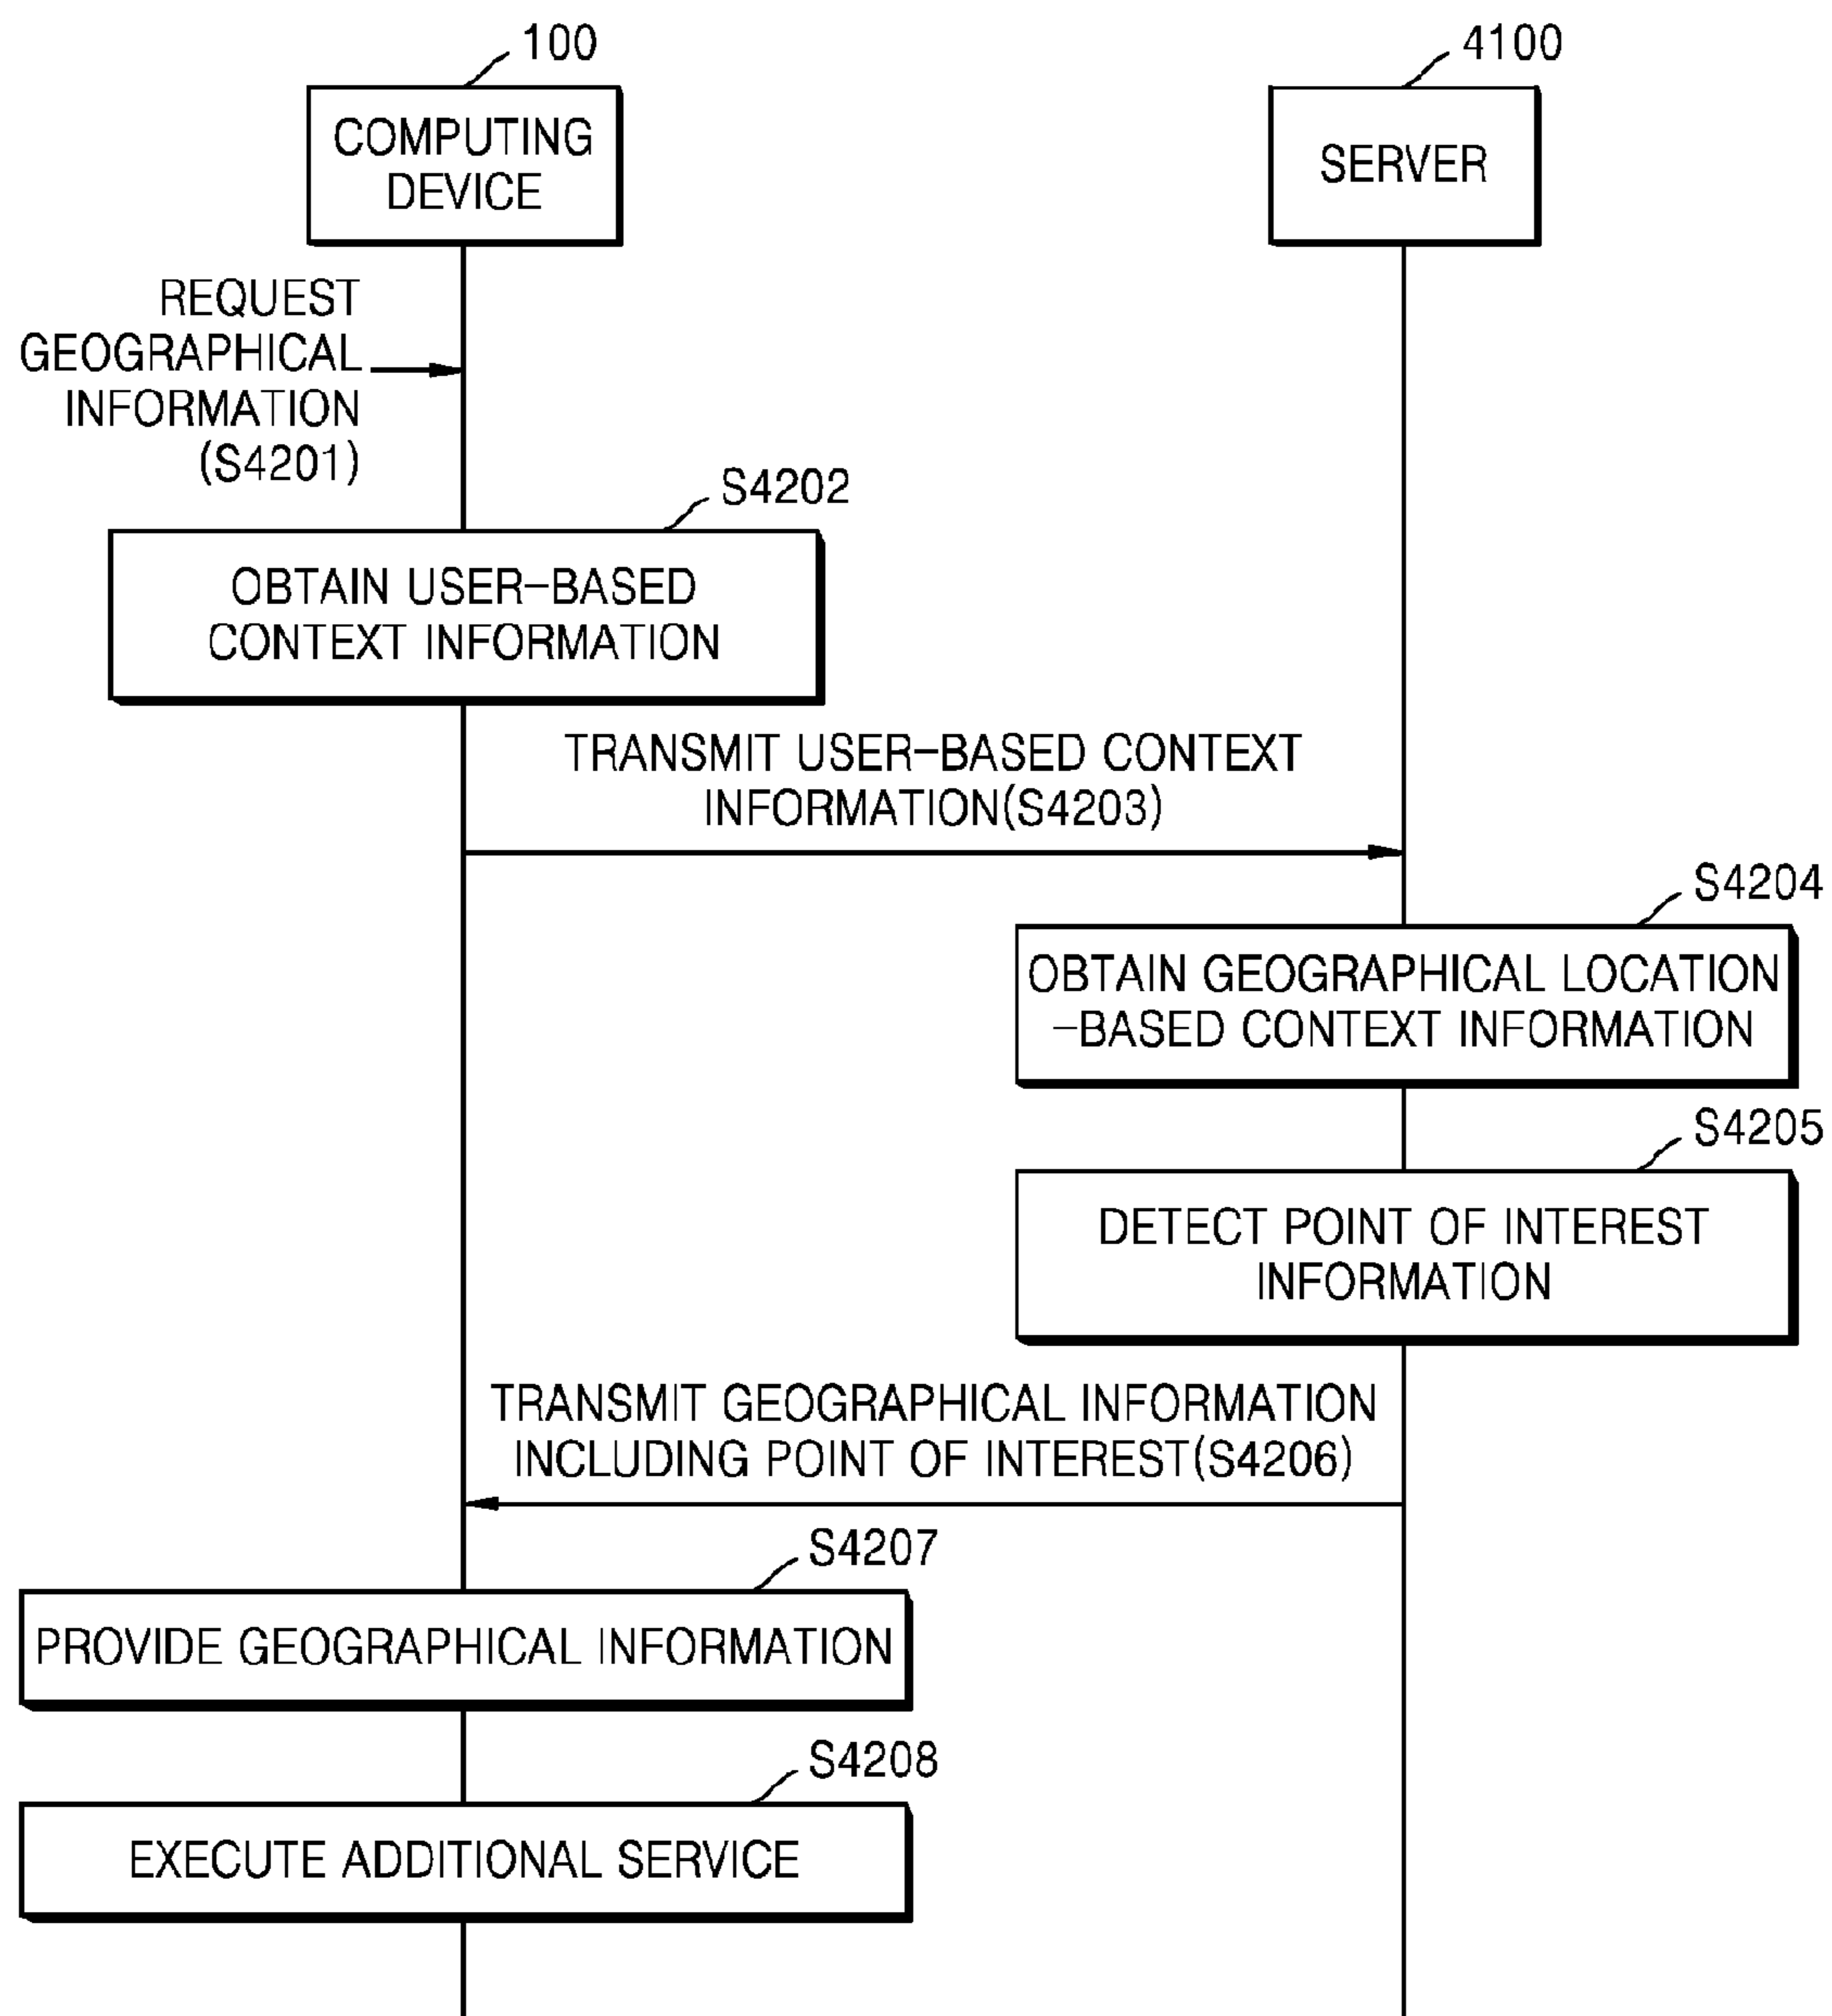 100
4100
COMPUTING
DEVICE
SERVER
REQUEST
GEOGRAPHICAL
INFORMATION
(S4201)
S4202
OBTAIN USER-BASED
CONTEXT INFORMATION
TRANSMIT USER-BASED CONTEXT
INFORMATION(S4203)
S4204
OBTAIN GEOGRAPHICAL LOCATION
-BASED CONTEXT INFORMATION
S4205
DETECT POINT OF INTEREST
INFORMATION
TRANSMIT GEOGRAPHICAL INFORMATION
INCLUDING POINT OF INTEREST(S4206)
S4207
PROVIDE GEOGRAPHICAL INFORMATION
S4208
EXECUTE ADDITIONAL SERVICE